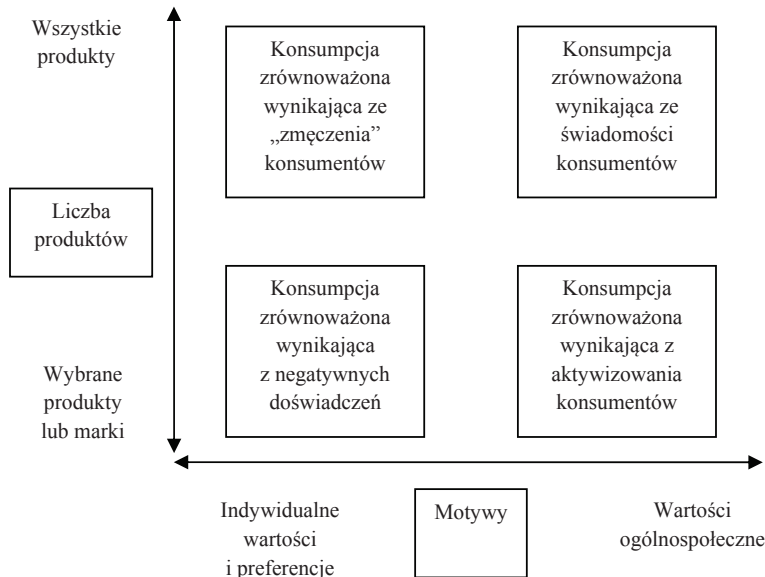 Wszystkie
produkty
Konsumpcja
zrównoważona
wynikająca ze
„zmęczenia”
konsumentów
Konsumpcja
zrównoważona
wynikająca ze
świadomości
konsumentów
Liczba
produktów
Wybrane
produkty
lub marki
Konsumpcja
zrównoważona
wynikająca
z negatywnych
doświadczeń
Konsumpcja
zrównoważona
wynikająca z
aktywizowania
konsumentów
Indywidualne
wartości
i preferencje
Motywy
Wartości
ogólnospołeczne